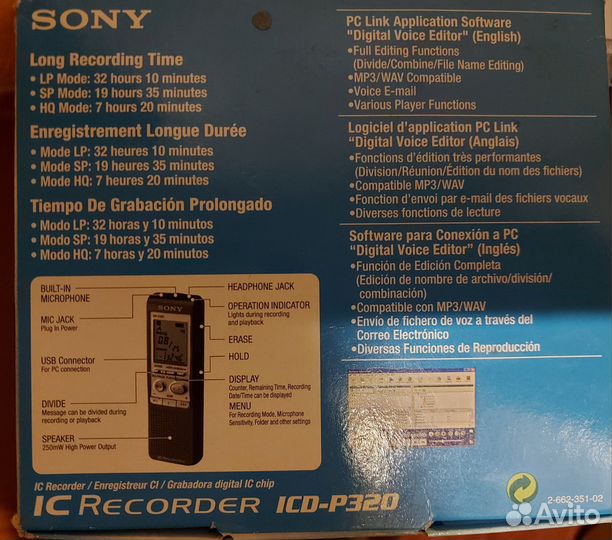 SONY
Long Recording Time
• LP Mode: 32 hours 10 minutes
• SP Mode: 19 hours 35 minutes
• HQ Mode: 7 hours 20 minutes
Enregistrement Longue Durée
• Mode LP: 32 heures 10 minutes
• Mode SP: 19 heures 35 minutes
• Mode HQ: 7 heures 20 minutes
Tiempo De Grabación Prolongado
• Modo LP: 32 horas y 10 minutos
• Modo SP: 19 horas y 35 minutos
• Modo HQ: 7 horas y 20 minutos
PC Link Application Software
"Digital Voice Editor" (English)
•Full Editing Functions
(Divide/Combine/File Name Editing)
•MP3/WAV Compatible
•Voice E-mail
•Various Player Functions
Logiciel d'application PC Link
"Digital Voice Editor (Anglais)
•Fonctions d'édition très performantes
(Division/Réunion/Édition du nom des fichiers)
•Compatible MP3/WAV
•Fonction d'envoi par e-mail des fichiers vocaux
•Diverses fonctions de lecture
Software para Conexión a PC
"Digital Voice Editor" (Inglés)
•Función de Edición Completa
(Edición de nombre de archivo/división/
combinación)
•Compatible con MP3/WAV
•Envío de fichero de voz a través del
Correo Electrónico
•Diversas Funciones de Reproducción
BUILT-IN
MICROPHONE
MIC JACK
Plug In Power
USB Connector
For PC connection
DIVIDE
Message can be divided during
recording or playback
SPEAKER
250mW High Power Output
SONY
HEADPHONE JACK
OPERATION INDICATOR
Lights during recording
and playback
ERASE
HOLD
DISPLAY
Counter, Remaining Time, Recording
Date/Time can be displayed
MENU
For Recording Mode, Microphone
Sensitivity, Folder and other settings
IC Recorder / Enregistreur CI / Grabadora digital IC chip
IC RECORDER ICD-P320
2-662-351-02
Avito